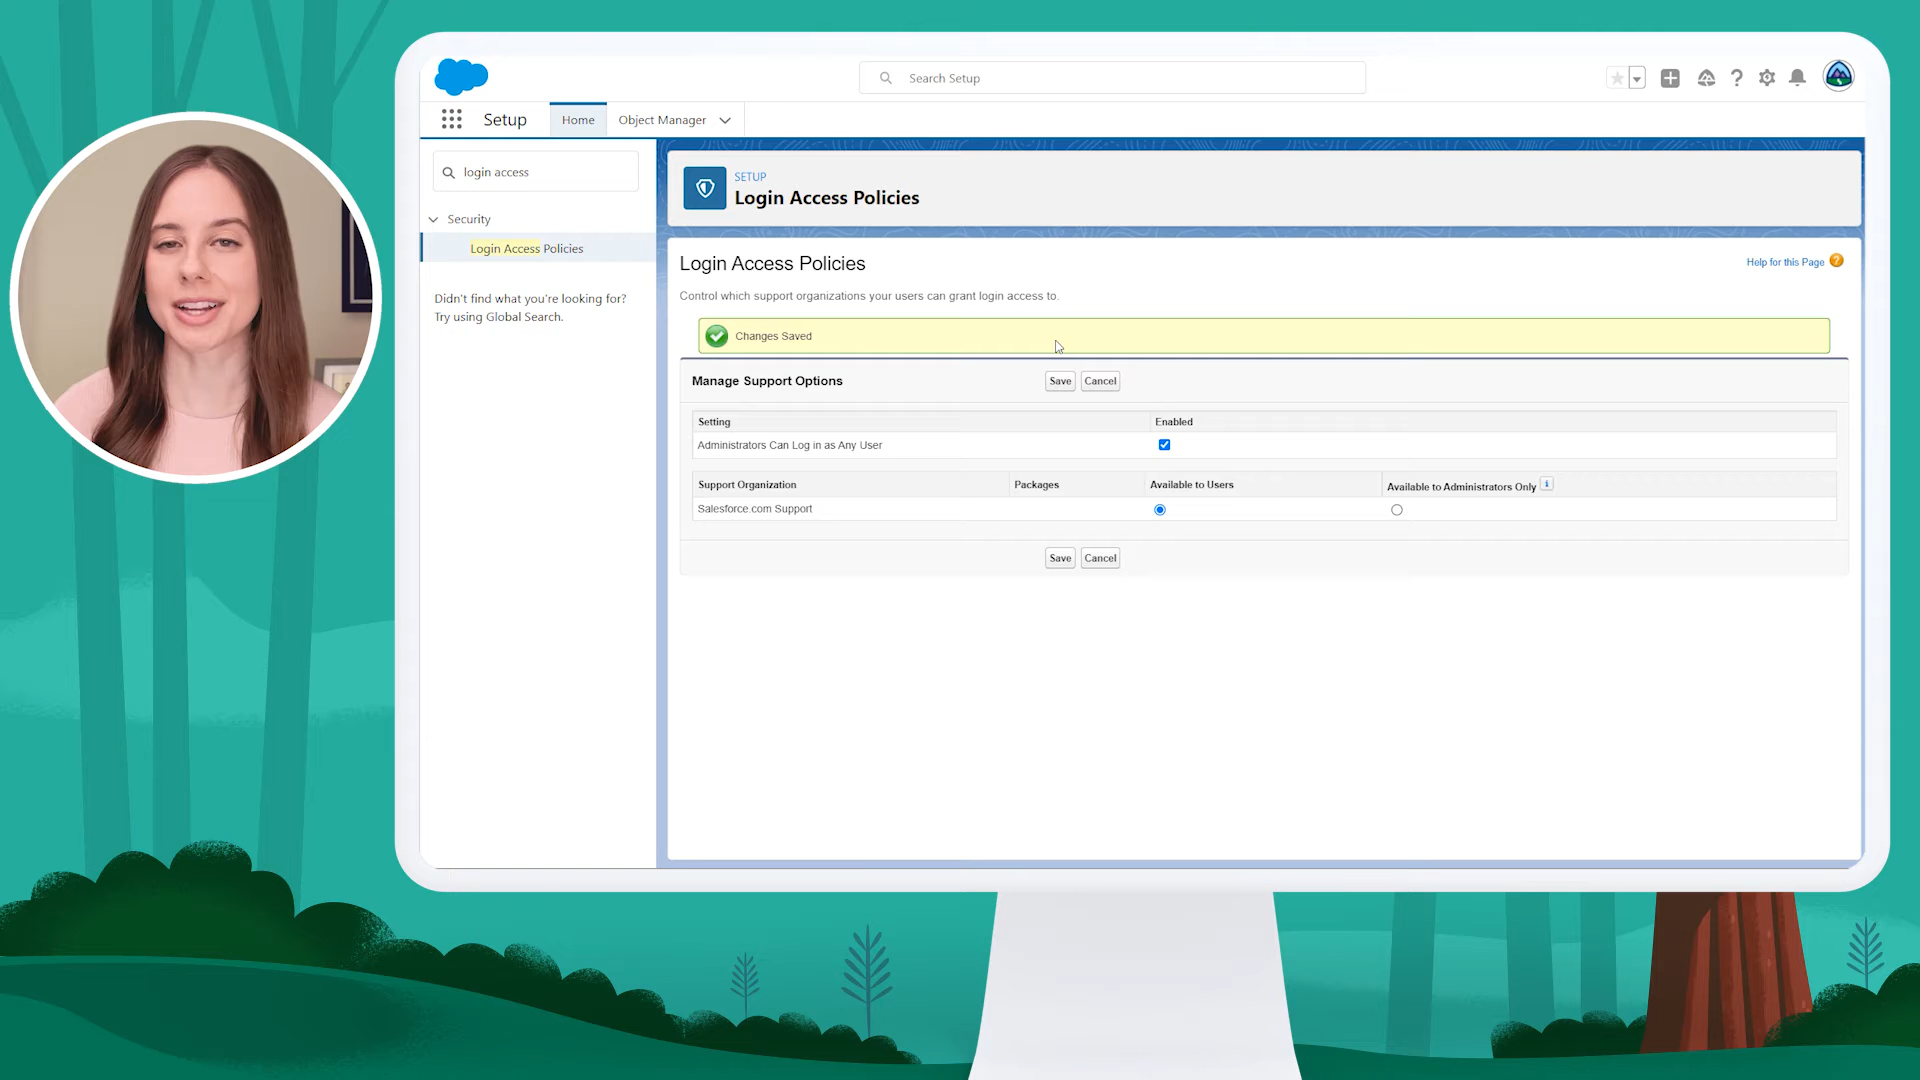 Search Setup
Setup
Home
Object Manager
login access
Security
Login Access Policies
Didn't find what you're looking for?
Try using Global Search.
SETUP
Login Access Policies
Login Access Policies
Help for this Page
Control which support organizations your users can grant login access to.
Changes Saved
Manage Support Options
Save Cancel
Setting Enabled
Administrators Can Log in as Any User
Support Organization Packages Available to Users Available to Administrators Only
Salesforce.com Support
Save Cancel